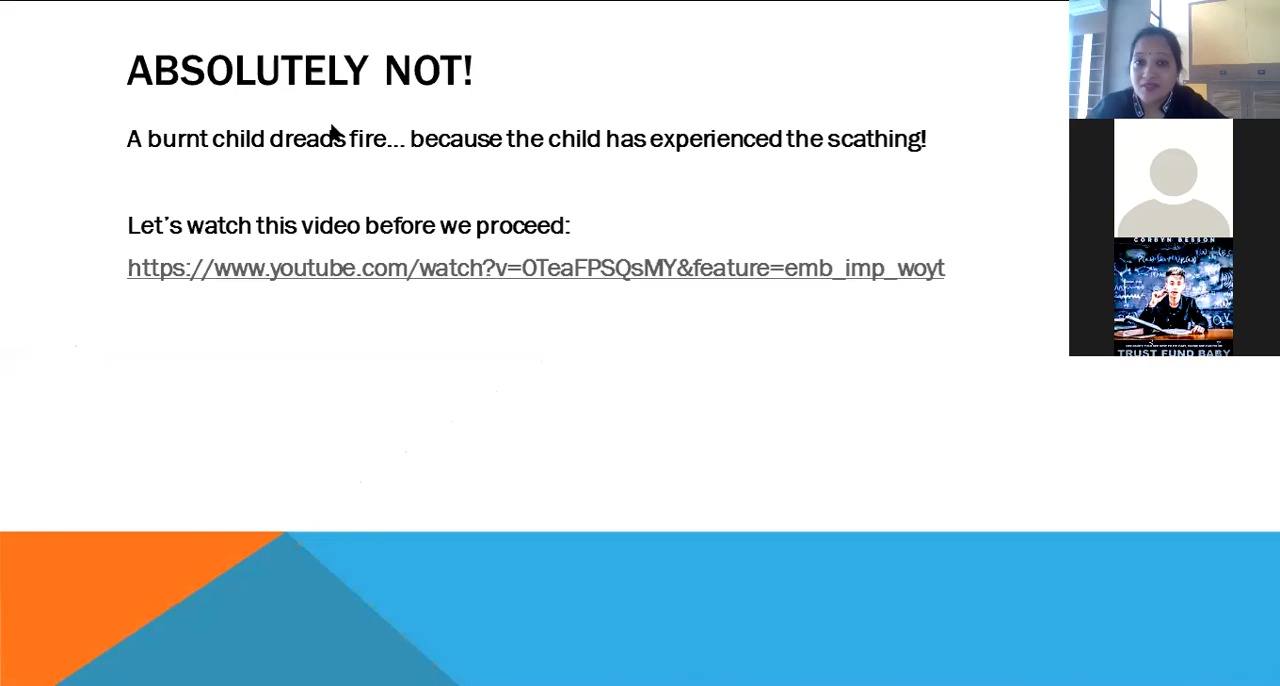 ABSOLUTELY NOT!
A burnt child dreads fire... because the child has experienced the scathing!
Let's watch this video before we proceed:
https://www.youtube.com/watch?v=0TeaFPSQsMY&feature=emb_imp_woyt
CORBYN BESSON
TRUST FUND BABY